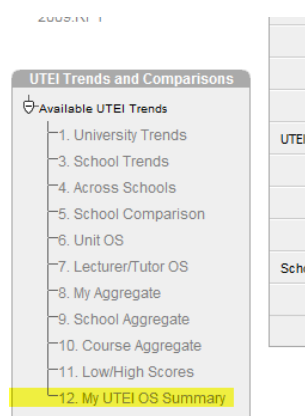 UTEI Trends and Comparisons
Available UTEI Trends
1. University Trends
3. School Trends
4. Across Schools
5. School Comparison
6. Unit OS
7. Lecturer/Tutor OS
8. My Aggregate
9. School Aggregate
10. Course Aggregate
11. Low/High Scores
12. My UTEI OS Summary
UTEI
Scho